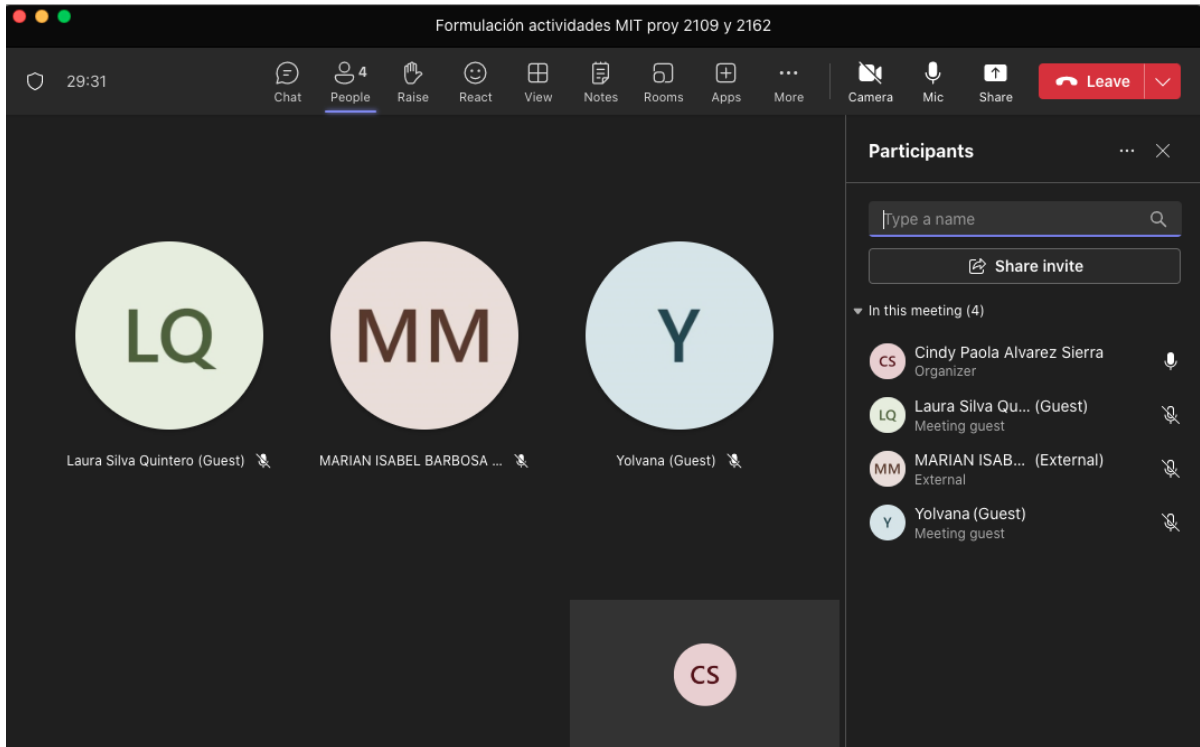 Formulación actividades MIT proy 2109 y 2162
29:31
Chat
4
People
Raise
React
View
Notes
Rooms
Apps
More
Camera
Mic
Share
Leave
LQ
Laura Silva Quintero (Guest)
MM
MARIAN ISABEL BARBOSA ...
Y
Yolvana (Guest)
CS
Participants
Type a name
Share invite
In this meeting (4)
CS
Cindy Paola Alvarez Sierra
Organizer
LQ
Laura Silva Qu... (Guest)
Meeting guest
MM
MARIAN ISAB... (External)
External
Y
Yolvana (Guest)
Meeting guest